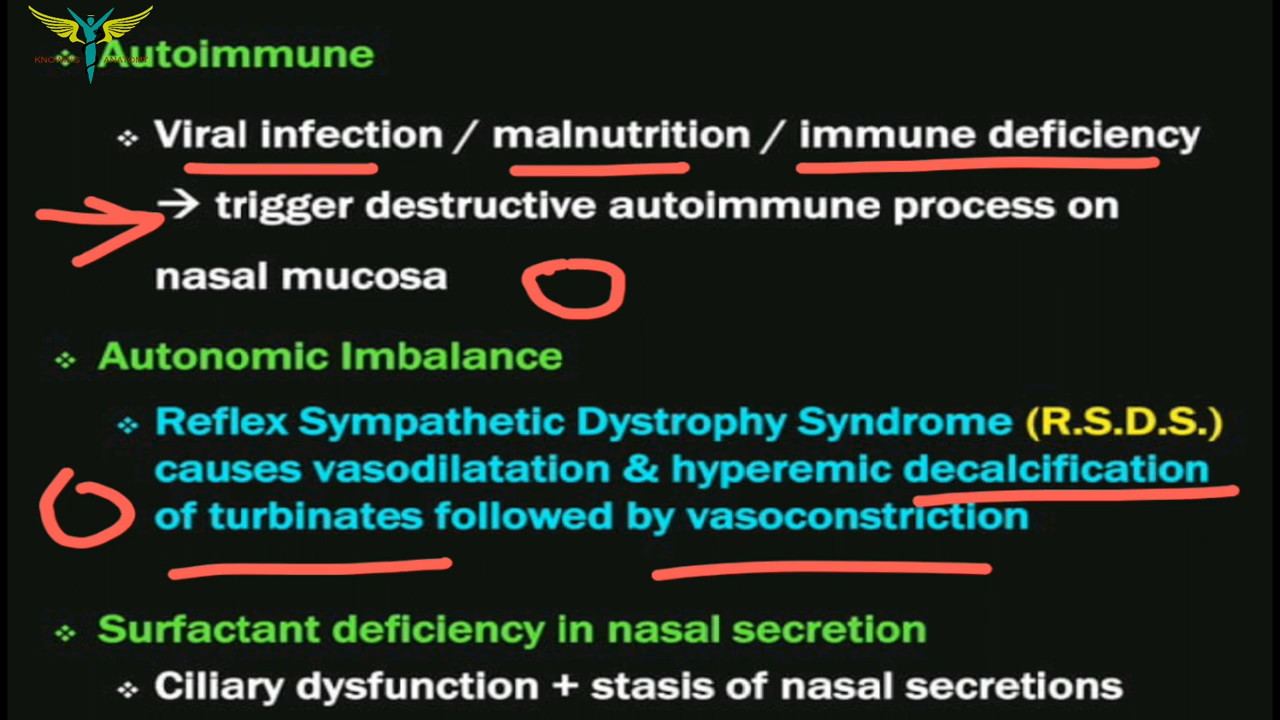 KNOWING ANATOMY
❖ Autoimmune
❖ Viral infection / malnutrition / immune deficiency
→ trigger destructive autoimmune process on
nasal mucosa
❖ Autonomic Imbalance
❖ Reflex Sympathetic Dystrophy Syndrome (R.S.D.S.)
causes vasodilatation & hyperemic decalcification
of turbinates followed by vasoconstriction
❖ Surfactant deficiency in nasal secretion
❖ Ciliary dysfunction + stasis of nasal secretions